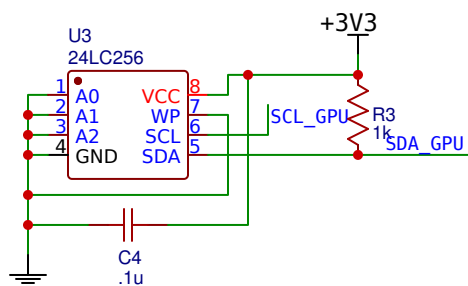 +3V3
U3
24LC256
1 A0 VCC 8
2 A1 WP 7
3 A2 SCL 6
4 GND SDA 5
SCL_GPU
R3
1k
SDA_GPU
C4
.1u